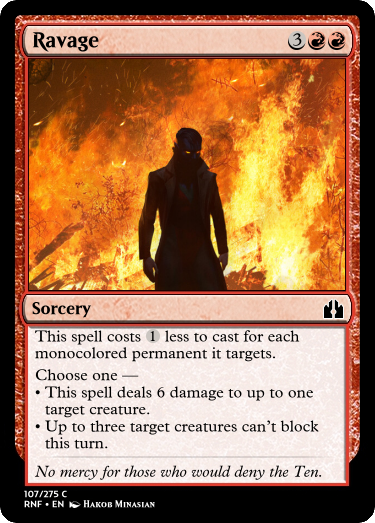 Ravage 3
Sorcery
This spell costs 1 less to cast for each
monocolored permanent it targets.
Choose one —
• This spell deals 6 damage to up to one
target creature.
• Up to three target creatures can't block
this turn.
No mercy for those who would deny the Ten.
107/275 C
RNF • EN Hakob Minasian